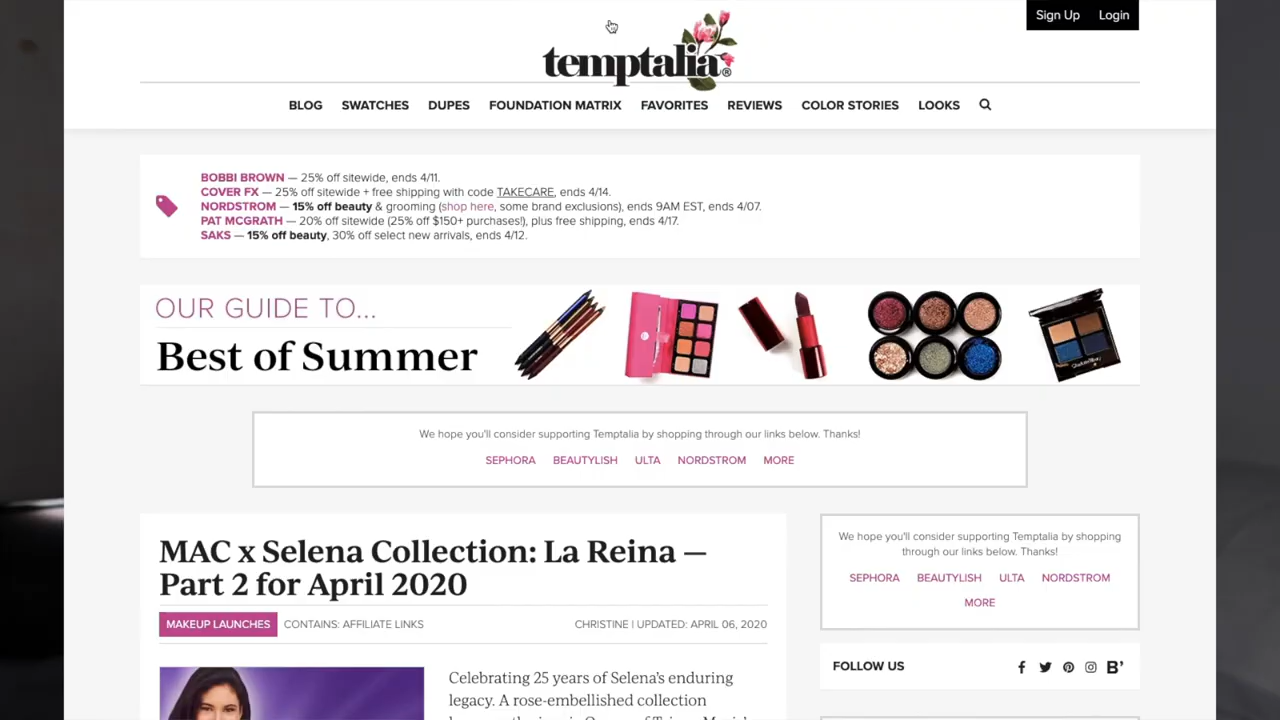 Sign Up Login
temptalia®
BLOG SWATCHES DUPES FOUNDATION MATRIX FAVORITES REVIEWS COLOR STORIES LOOKS
BOBBI BROWN — 25% off sitewide, ends 4/11.
COVER FX — 25% off sitewide + free shipping with code TAKECARE, ends 4/14.
NORDSTROM — 15% off beauty & grooming (shop here, some brand exclusions), ends 9AM EST, ends 4/07.
PAT MCGRATH — 20% off sitewide (25% off $150+ purchases!), plus free shipping, ends 4/17.
SAKS — 15% off beauty, 30% off select new arrivals, ends 4/12.
OUR GUIDE TO...
Best of Summer
We hope you'll consider supporting Temptalia by shopping through our links below. Thanks!
SEPHORA BEAUTYLISH ULTA NORDSTROM MORE
MAC x Selena Collection: La Reina —
Part 2 for April 2020
MAKEUP LAUNCHES CONTAINS: AFFILIATE LINKS CHRISTINE | UPDATED: APRIL 06, 2020
Celebrating 25 years of Selena's enduring
legacy. A rose-embellished collection
We hope you'll consider supporting Temptalia by shopping
through our links below. Thanks!
SEPHORA BEAUTYLISH ULTA NORDSTROM
MORE
FOLLOW US